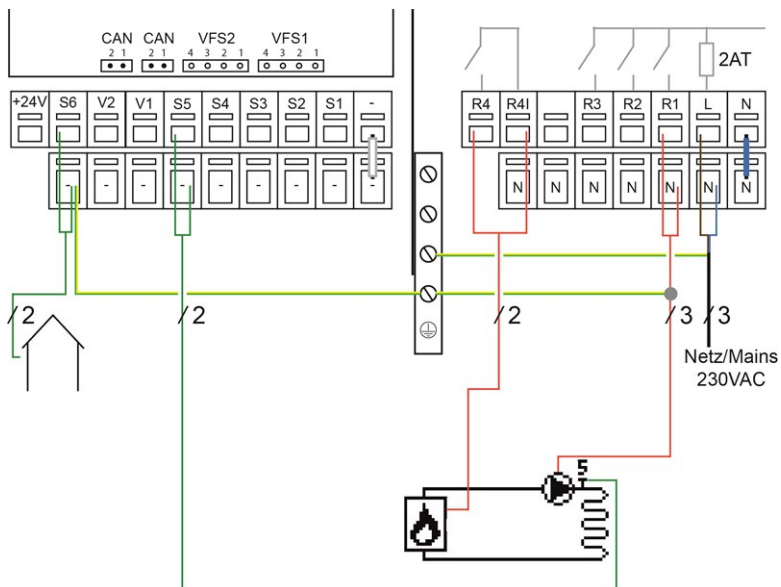 CAN CAN VFS2 VFS1
2 1 2 1 4 3 2 1 4 3 2 1
2AT
+24V S6 V2 V1 S5 S4 S3 S2 S1 - R4 R4I R3 R2 R1 L N
- - - - - - - - - N N N N N N
2 2 2 3 3
Netz/Mains
230VAC
5